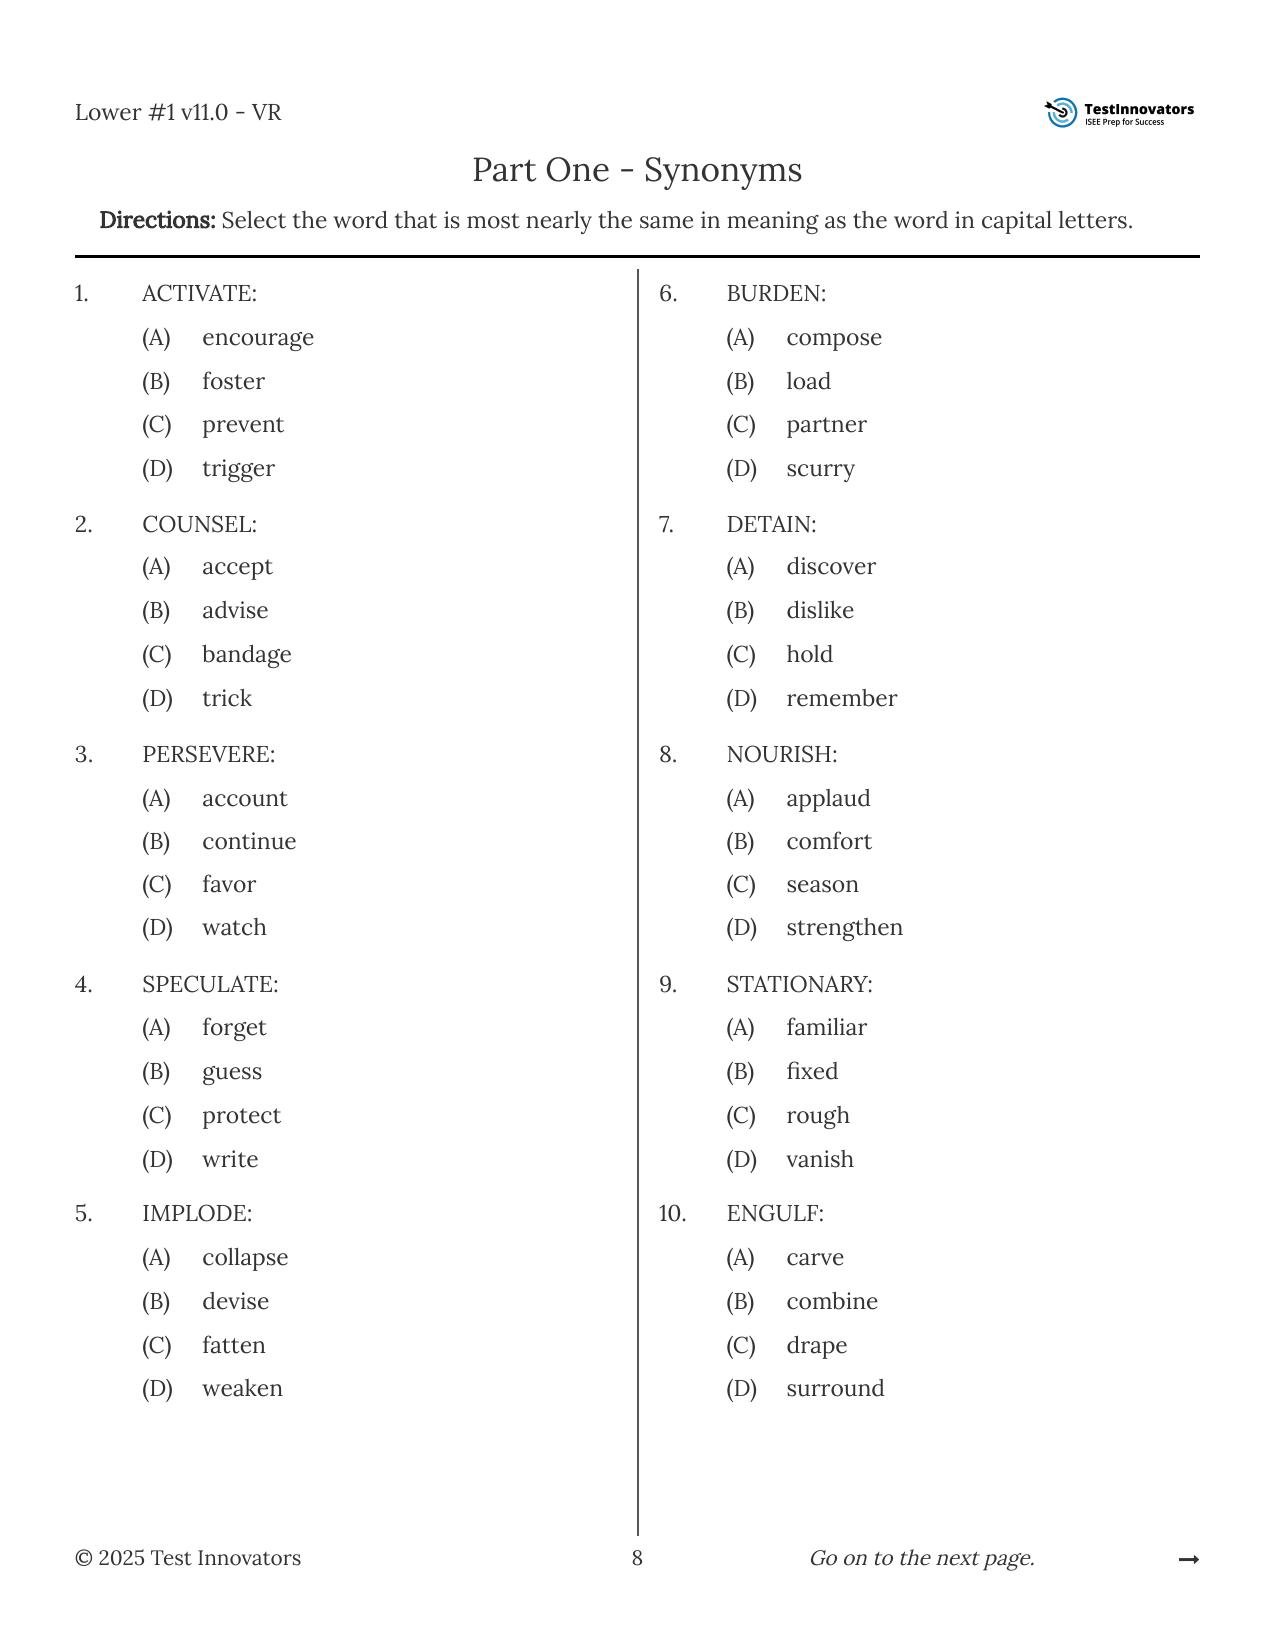 Lower #1 v11.0 - VR
TestInnovators
ISEE Prep for Success
Part One - Synonyms
Directions: Select the word that is most nearly the same in meaning as the word in capital letters.
1. ACTIVATE:
(A) encourage
(B) foster
(C) prevent
(D) trigger
2. COUNSEL:
(A) accept
(B) advise
(C) bandage
(D) trick
3. PERSEVERE:
(A) account
(B) continue
(C) favor
(D) watch
4. SPECULATE:
(A) forget
(B) guess
(C) protect
(D) write
5. IMPLODE:
(A) collapse
(B) devise
(C) fatten
(D) weaken
6. BURDEN:
(A) compose
(B) load
(C) partner
(D) scurry
7. DETAIN:
(A) discover
(B) dislike
(C) hold
(D) remember
8. NOURISH:
(A) applaud
(B) comfort
(C) season
(D) strengthen
9. STATIONARY:
(A) familiar
(B) fixed
(C) rough
(D) vanish
10. ENGULF:
(A) carve
(B) combine
(C) drape
(D) surround
© 2025 Test Innovators 8 Go on to the next page. →